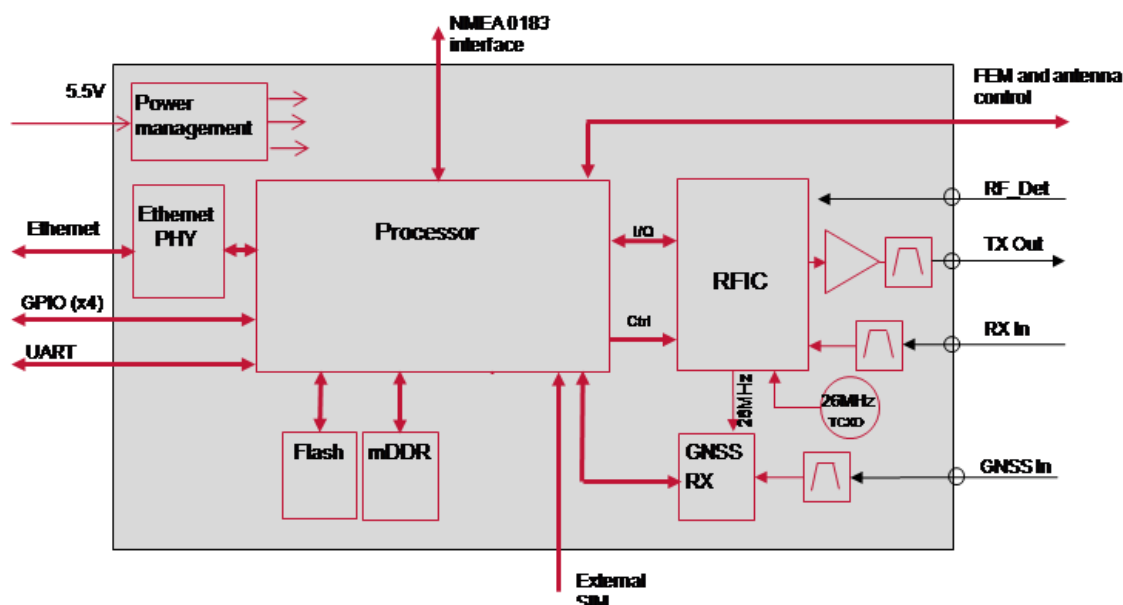 NMEA 0183
interface
FEM and antenna
control
5.5V
Power
management
RF_Det
Ethernet
PHY
Ethernet
Processor
I/Q
RFIC
TX Out
GPIO (x4)
Ctrl
RX In
UART
26MHz
26MHz
TCXO
Flash
mDDR
GNSS
RX
GNSS In
External
SIM